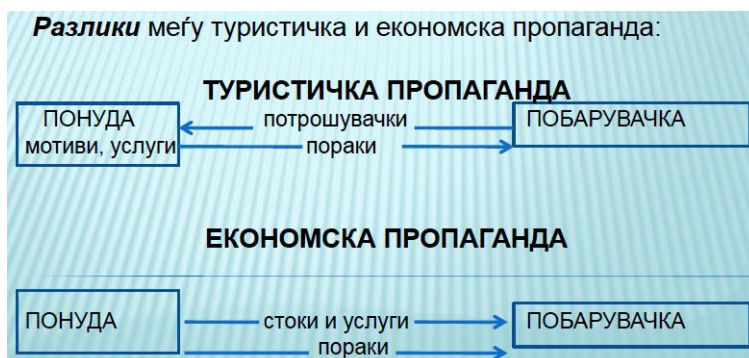 Разлики меѓу туристичка и економска пропаганда:
ТУРИСТИЧКА ПРОПАГАНДА
ПОНУДА потрошувачки ПОБАРУВАЧКА
мотиви, услуги пораки
ЕКОНОМСКА ПРОПАГАНДА
ПОНУДА стоки и услуги ПОБАРУВАЧКА
пораки